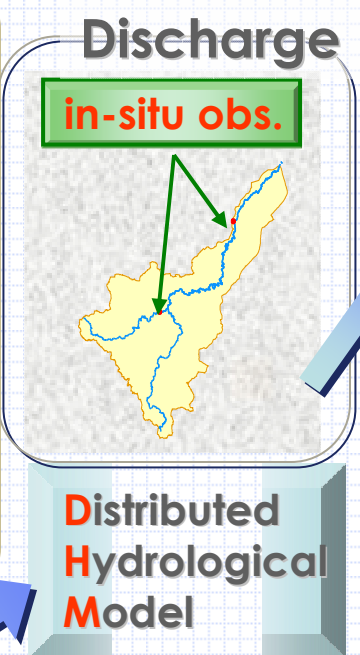 Discharge
in-situ obs.
Distributed
Hydrological
Model